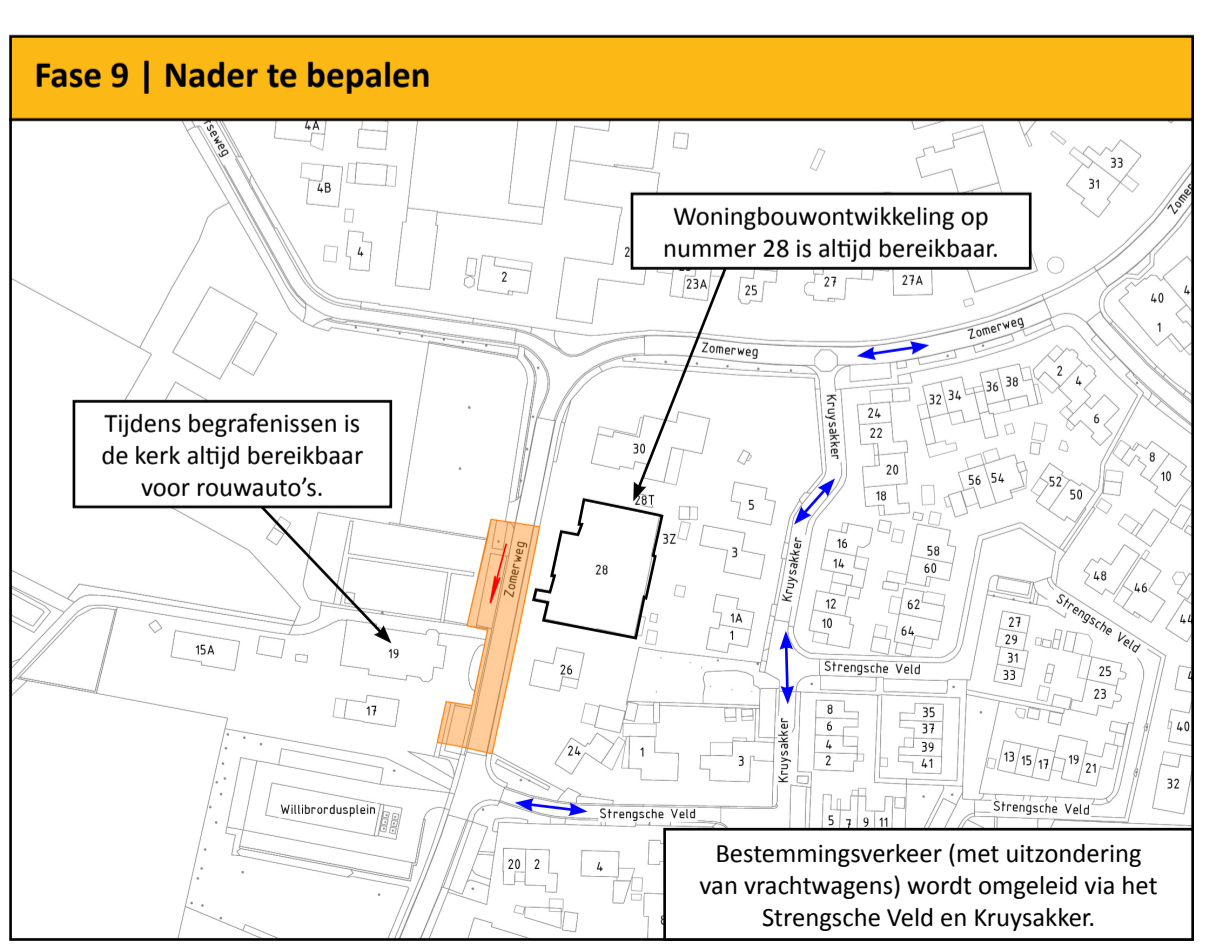 Fase 9 | Nader te bepalen
4A
rseweg
33
31
4B
Woningbouwontwikkeling op
nummer 28 is altijd bereikbaar.
4
2
23A
25
27
27A
40
1
Zomerweg
Zomerweg
Tijdens begrafenissen is
de kerk altijd bereikbaar
voor rouwauto's.
2
4
6
32
34
36
38
24
22
Kruysakker
30
20
18
56
54
52
50
8
10
28T
5
3Z
3
Zomerweg
28
16
14
58
60
Kruysakker
48
46
44
12
10
62
64
1A
1
27
29
31
33
Strengsche Veld
15A
19
26
Strengsche Veld
25
23
17
8
6
4
2
35
37
39
41
Kruysakker
40
24
1
3
13
15
17
19
21
32
Willibrordusplein
Strengsche Veld
Strengsche Veld
5
7
9
11
20
2
4
Bestemmingsverkeer (met uitzondering
van vrachtwagens) wordt omgeleid via het
Strengsche Veld en Kruysakker.